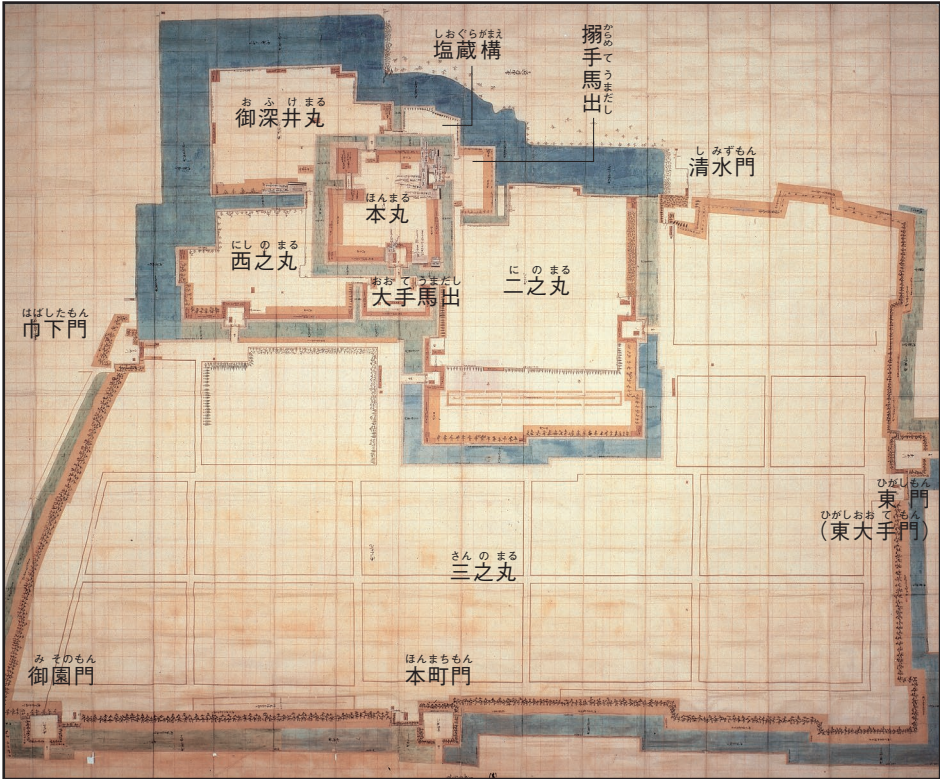 しおぐらがまえ
塩蔵構
からめてうまだし
搦手馬出
おふけまる
御深井丸
しみずもん
清水門
ほんまる
本丸
にしのまる
西之丸
にのまる
二之丸
おおてうまだし
大手馬出
はばしたもん
巾下門
ひがしもん
東門
ひがしおおてもん
(東大手門)
さんのまる
三之丸
みそのもん
御園門
ほんまちもん
本町門